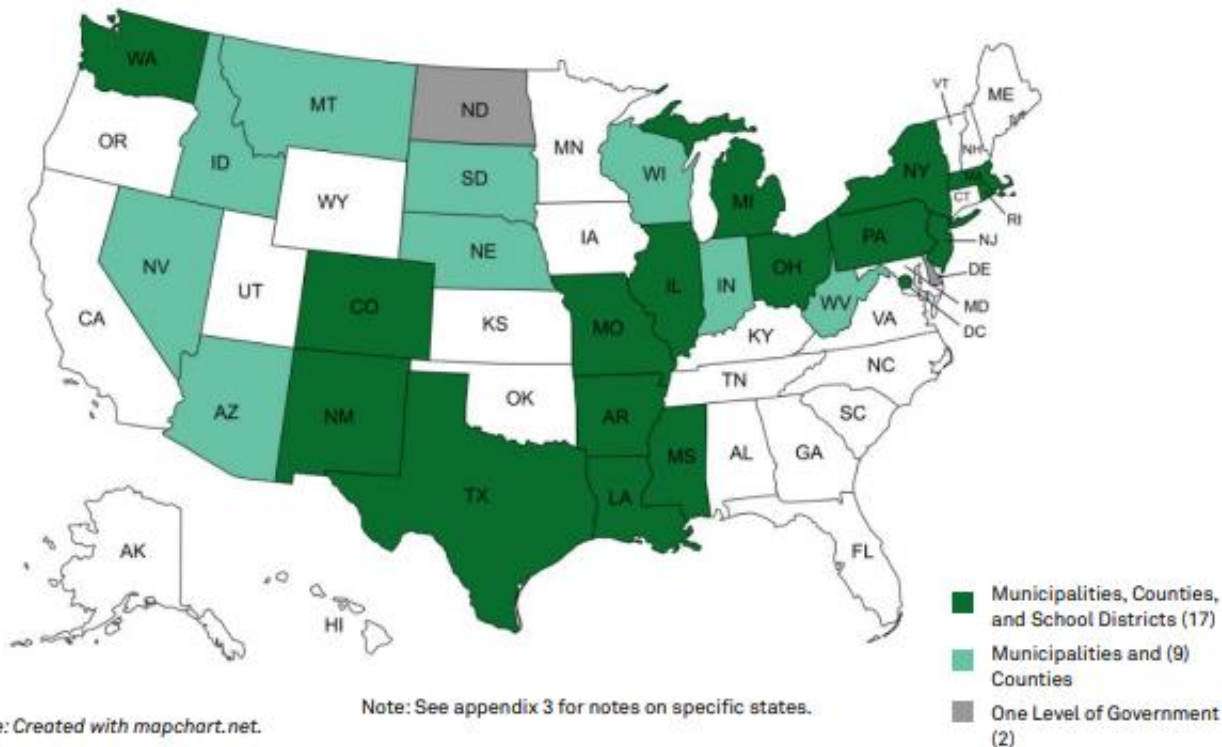 WA
MT
ND
MN
VT
ME
OR
ID
SD
WI
NH
NY
MA
WY
MI
CT
RI
IA
PA
NJ
NE
NV
OH
DE
UT
IL
IN
CO
WV
MD
CA
VA
DC
KS
MO
KY
NC
TN
OK
AZ
NM
AR
SC
MS
AL
GA
TX
LA
AK
FL
HI
Municipalities, Counties,
and School Districts (17)
Municipalities and (9)
Counties
One Level of Government
(2)
Note: See appendix 3 for notes on specific states.
e: Created with mapchart.net.